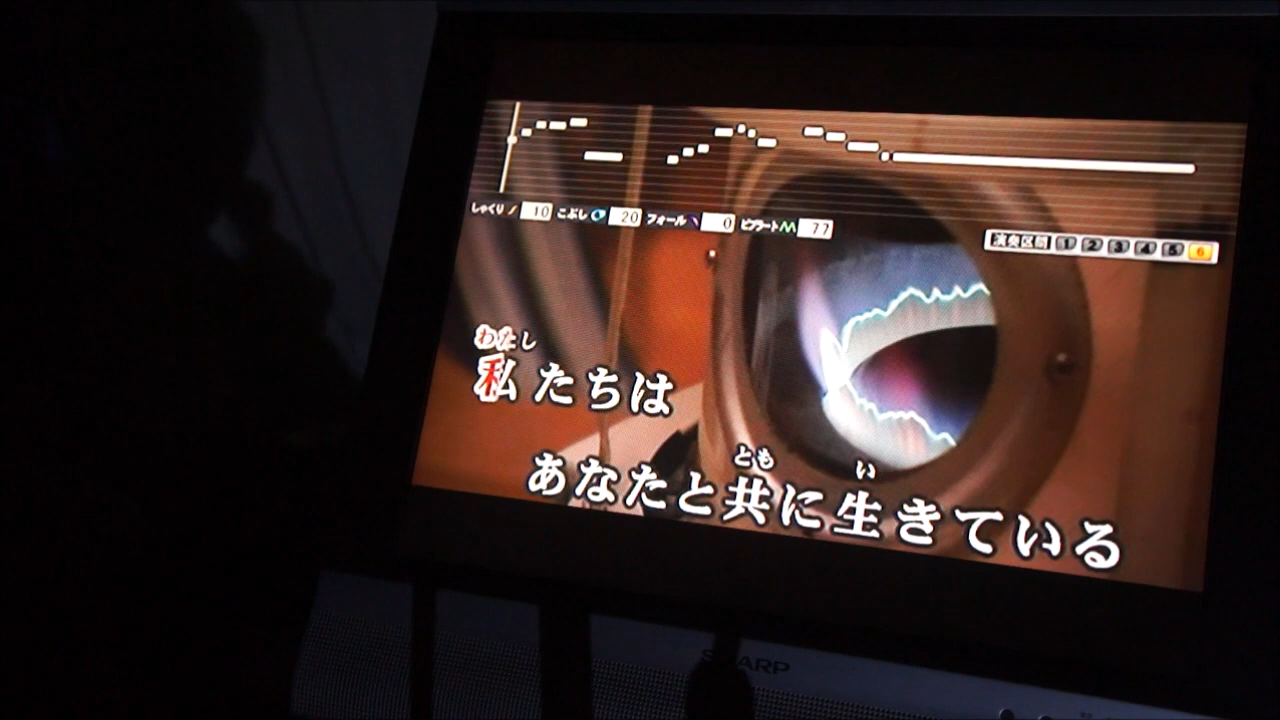 しゃくり 10 こぶし 20 フォール 0 ビブラート 77
演奏区間 1 2 3 4 5 6
わたし
私たちは
とも い
あなたと共に生きている
SHARP